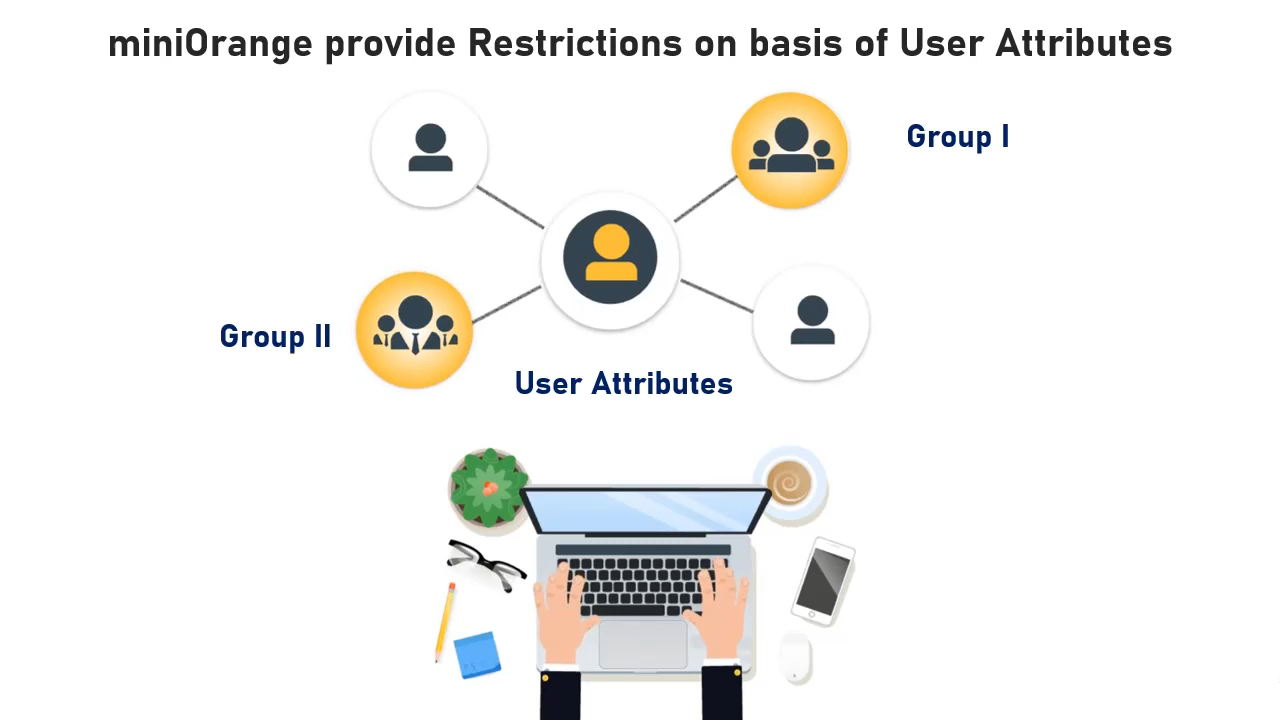 miniOrange provide Restrictions on basis of User Attributes
Group I
Group II
User Attributes